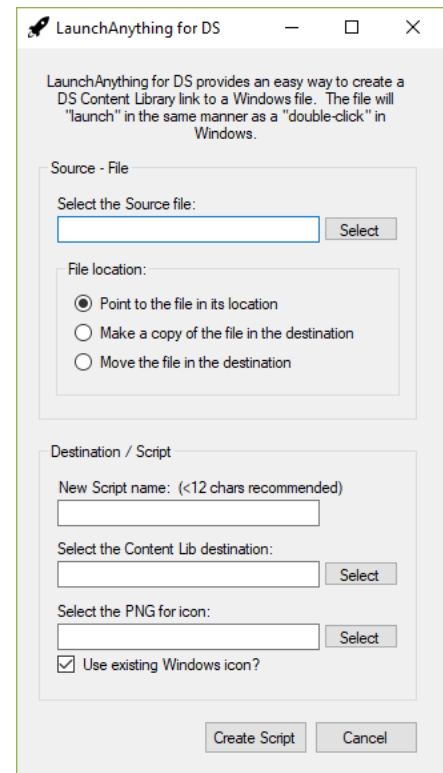 LaunchAnything for DS
LaunchAnything for DS provides an easy way to create a
DS Content Library link to a Windows file. The file will
"launch" in the same manner as a "double-click" in
Windows.
Source - File
Select the Source file:
Select
File location:
Point to the file in its location
Make a copy of the file in the destination
Move the file in the destination
Destination / Script
New Script name: (<12 chars recommended)
Select the Content Lib destination:
Select
Select the PNG for icon:
Select
Use existing Windows icon?
Create Script
Cancel